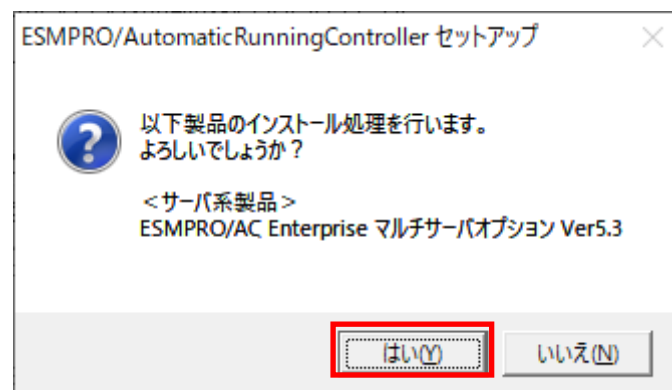 ESMPRO/AutomaticRunningController セットアップ
以下製品のインストール処理を行います。
よろしいでしょうか？
＜サーバ系製品＞
ESMPRO/AC Enterprise マルチサーバオプション Ver5.3
はい(Y) いいえ(N)